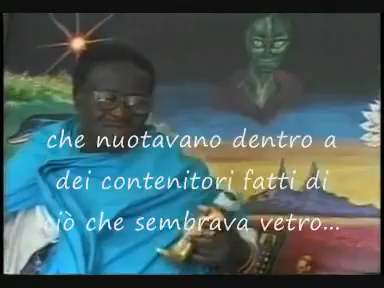 che nuotavano dentro a
dei contenitori fatti di
ciò che sembrava vetro...